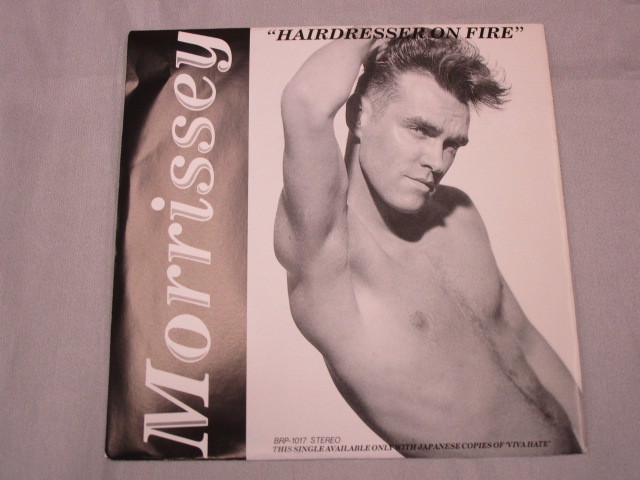 "HAIRDRESSER ON FIRE"
Morrissey
BRP-1017 STEREO
THIS SINGLE AVAILABLE ONLY WITH JAPANESE COPIES OF "VIVA HATE"